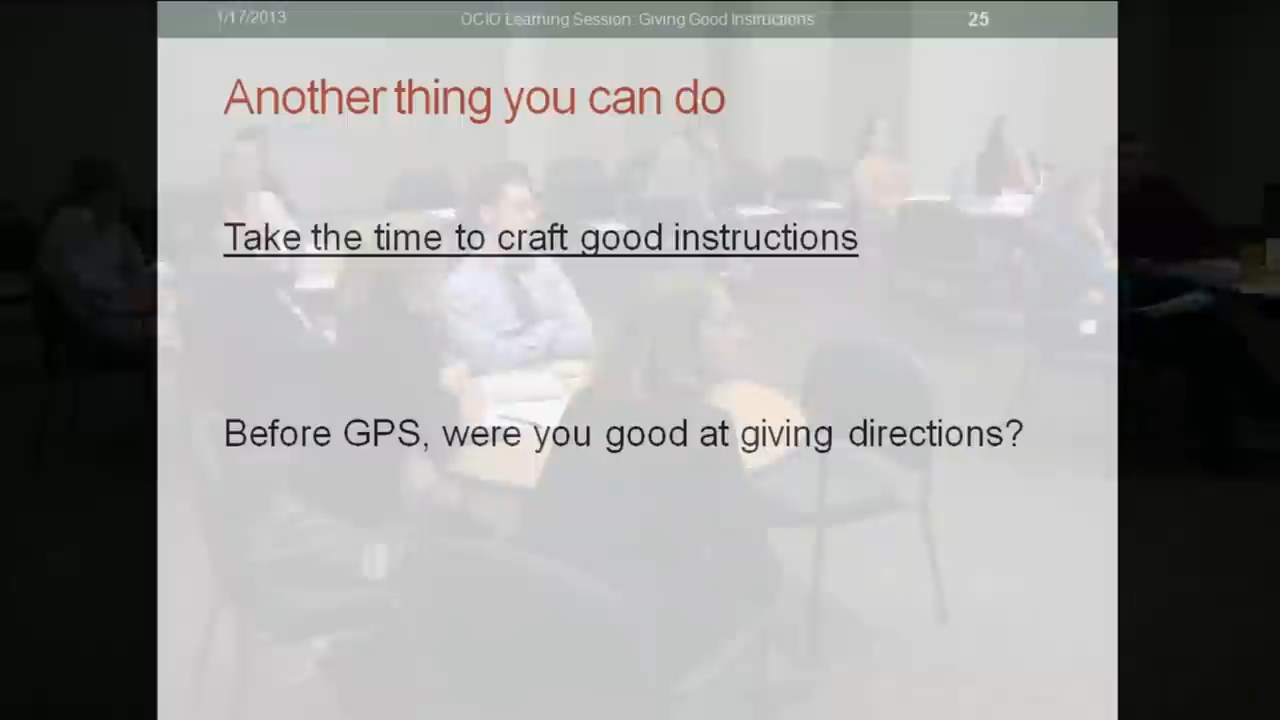 1/17/2013 OCIO Learning Session: Giving Good Instructions 25
Another thing you can do
Take the time to craft good instructions
Before GPS, were you good at giving directions?